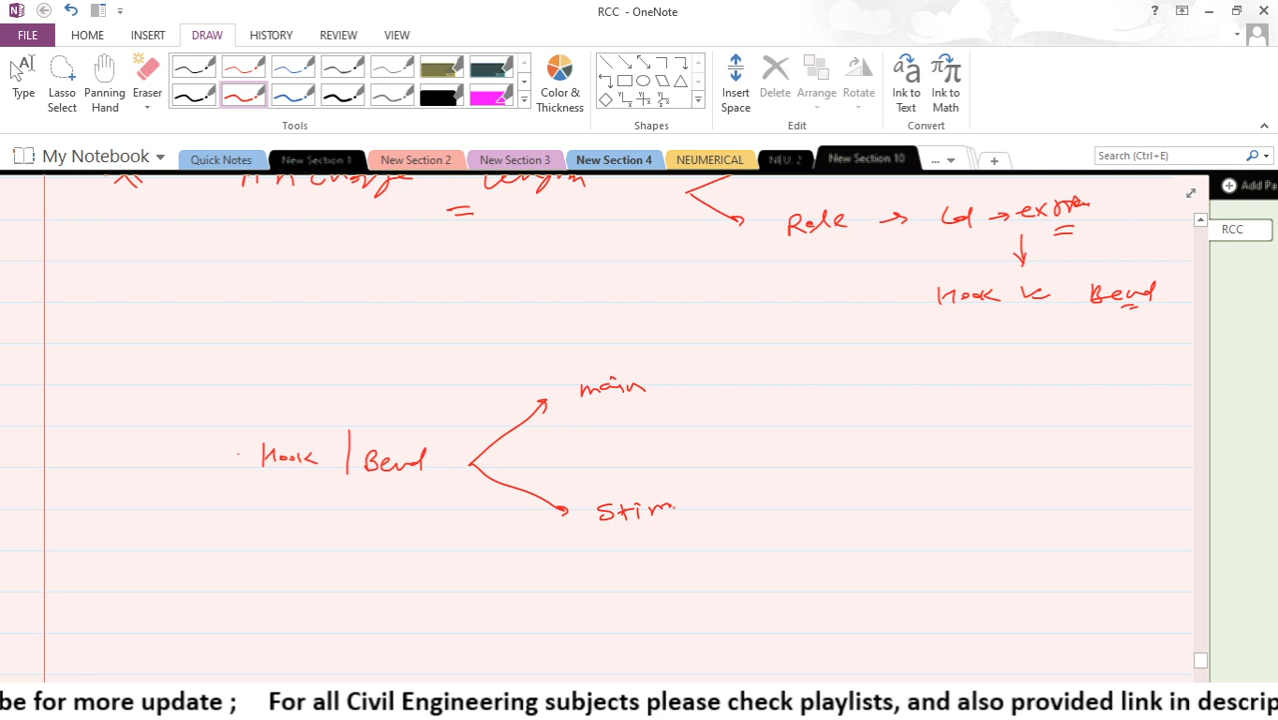 RCC - OneNote
FILE HOME INSERT DRAW HISTORY REVIEW VIEW
Type Lasso Select Panning Hand Eraser Color & Thickness Insert Space Delete Arrange Rotate Ink to Text Ink to Math
Tools Shapes Edit Convert
My Notebook Quick Notes New Section 1 New Section 2 New Section 3 New Section 4 NEUMERICAL NEU. 2 New Section 10 ... + Search (Ctrl+E)
Add Pa
RCC
length
→ Ld →
Hook Bend
main
Hook | Bend
Stim
be for more update ; For all Civil Engineering subjects please check playlists, and also provided link in descrip